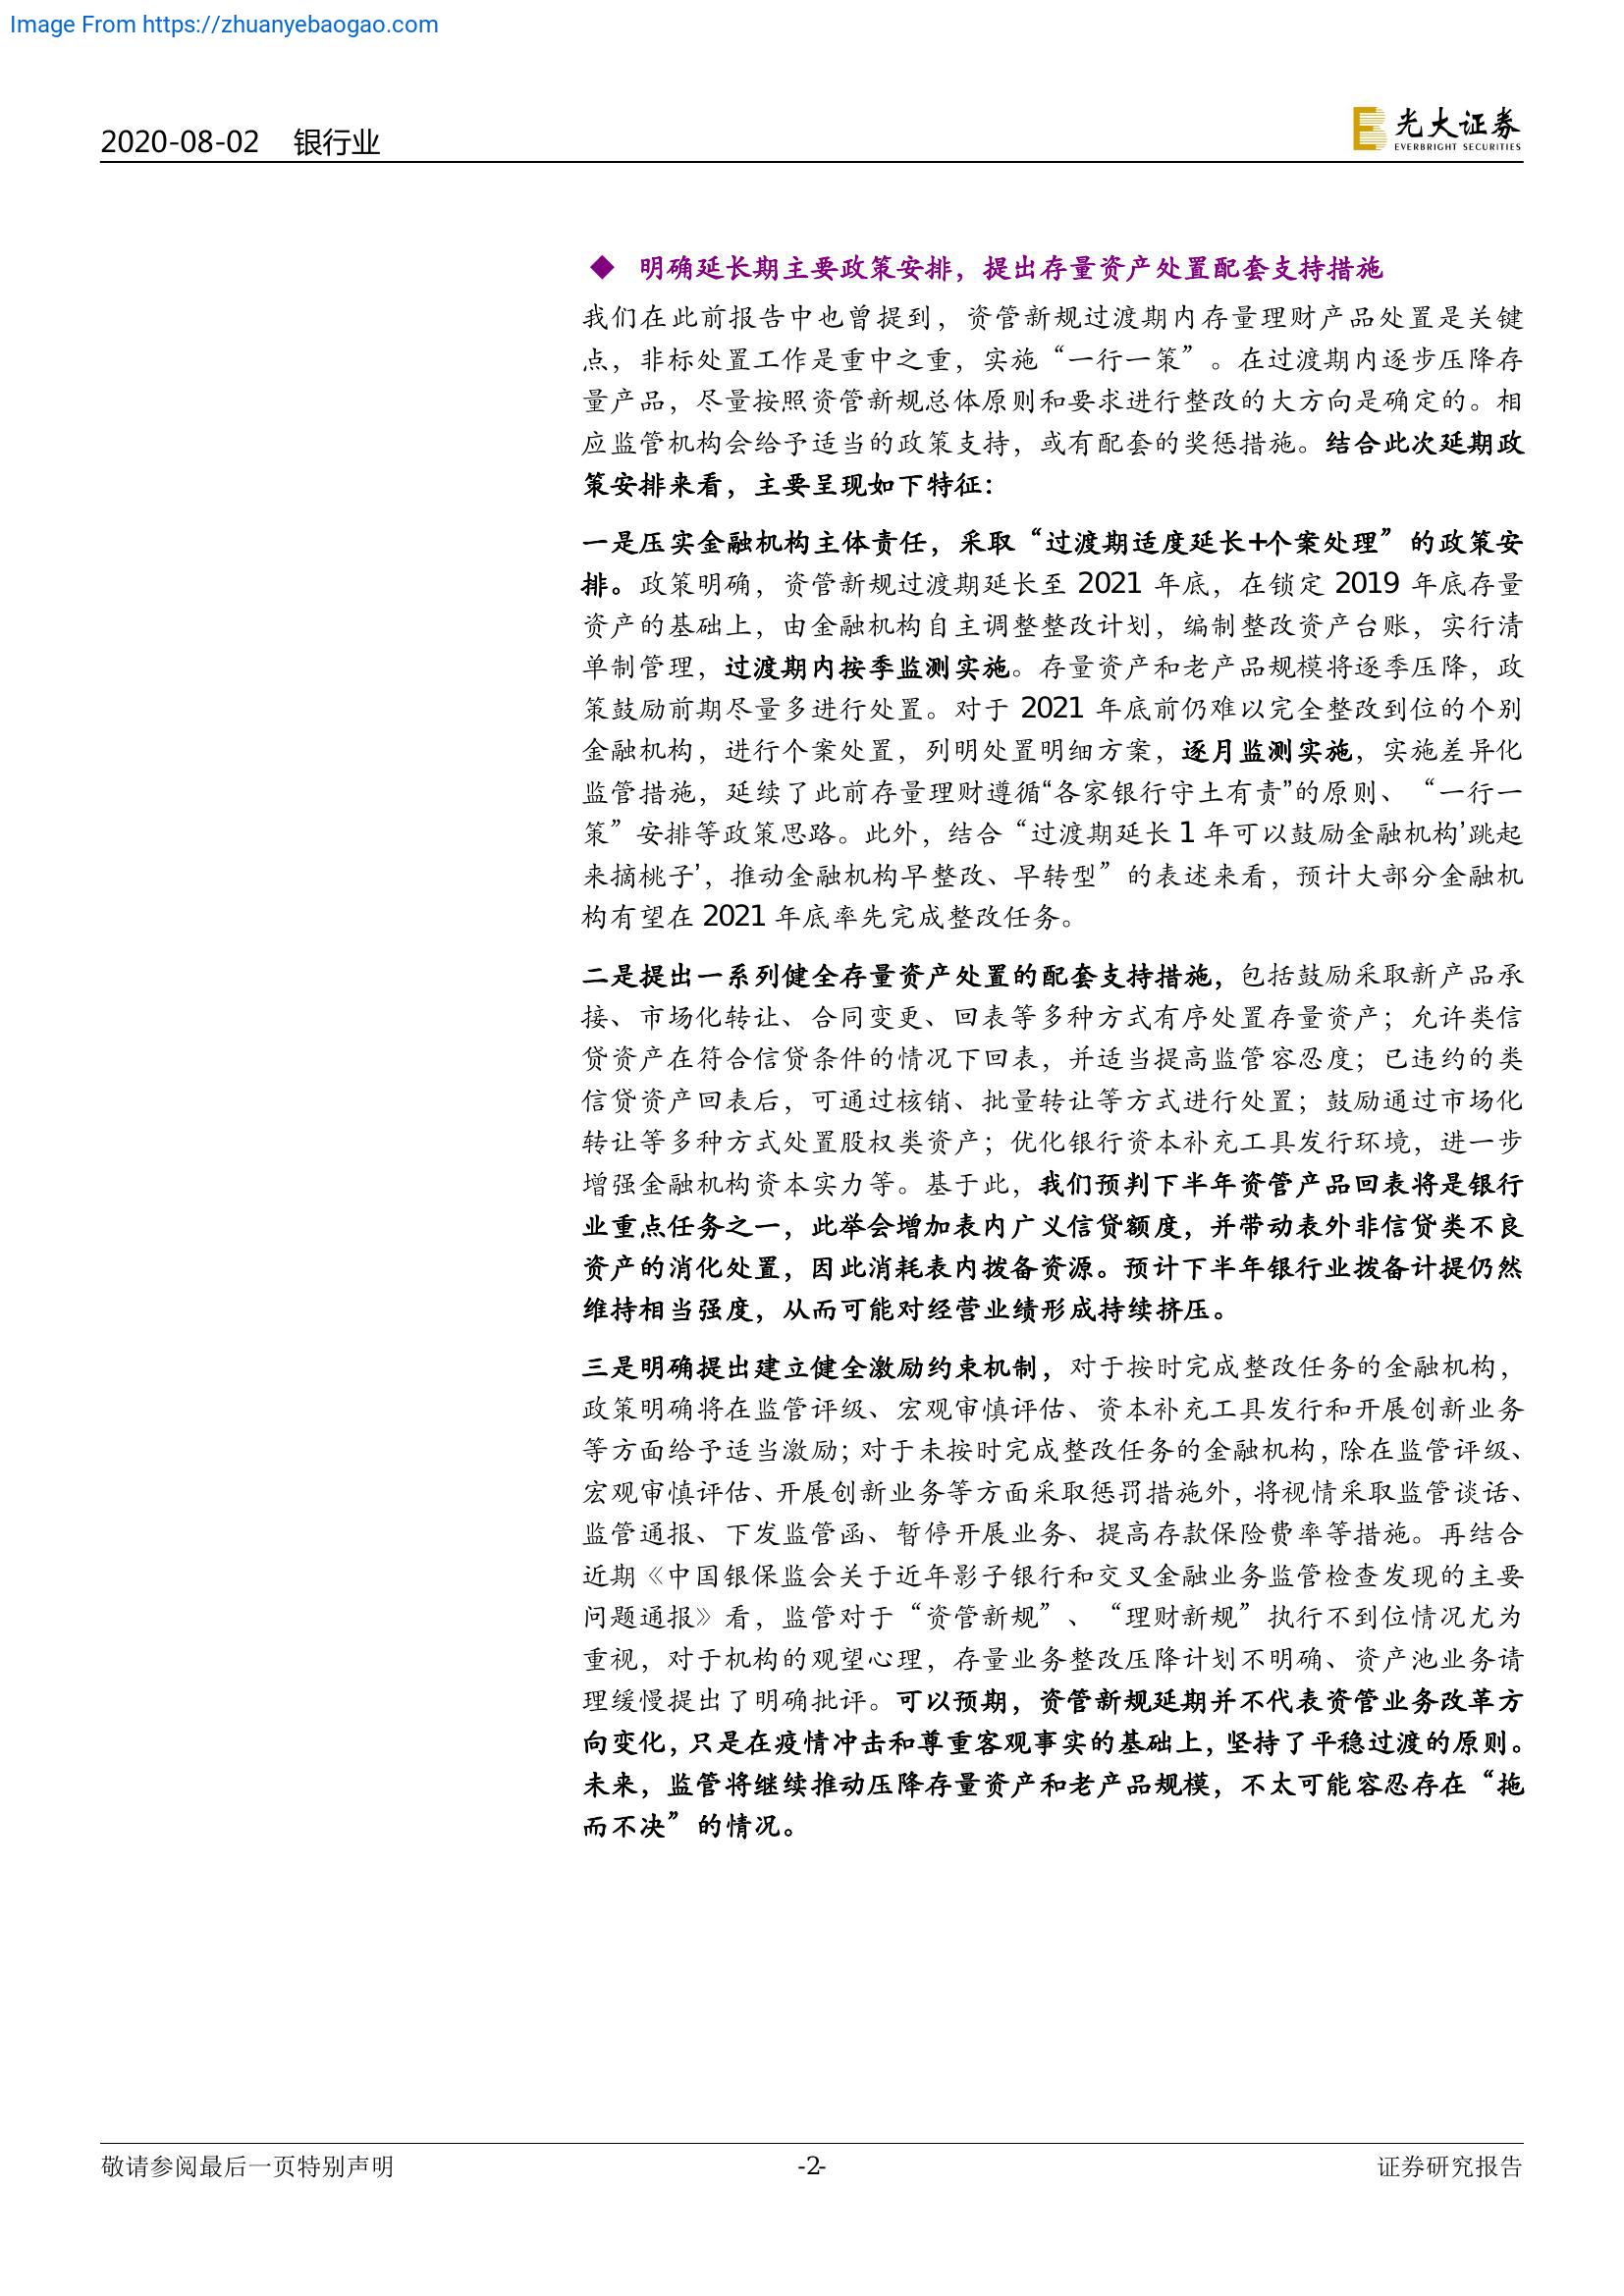 Image From https://zhuanyebaogao.com
2020-08-02 银行业
光大证券
EVERBRIGHT SECURITIES
◆ 明确延长期主要政策安排，提出存量资产处置配套支持措施
我们在此前报告中也曾提到，资管新规过渡期内存量理财产品处置是关键
点，非标处置工作是重中之重，实施“一行一策”。在过渡期内逐步压降存
量产品，尽量按照资管新规总体原则和要求进行整改的大方向是确定的。相
应监管机构会给予适当的政策支持，或有配套的奖惩措施。结合此次延期政
策安排来看，主要呈现如下特征：
一是压实金融机构主体责任，采取“过渡期适度延长+个案处理”的政策安
排。政策明确，资管新规过渡期延长至 2021 年底，在锁定 2019 年底存量
资产的基础上，由金融机构自主调整整改计划，编制整改资产台账，实行清
单制管理，过渡期内按季监测实施。存量资产和老产品规模将逐季压降，政
策鼓励前期尽量多进行处置。对于 2021 年底前仍难以完全整改到位的个别
金融机构，进行个案处置，列明处置明细方案，逐月监测实施，实施差异化
监管措施，延续了此前存量理财遵循“各家银行守土有责”的原则、“一行一
策”安排等政策思路。此外，结合“过渡期延长 1 年可以鼓励金融机构’跳起
来摘桃子’，推动金融机构早整改、早转型”的表述来看，预计大部分金融机
构有望在 2021 年底率先完成整改任务。
二是提出一系列健全存量资产处置的配套支持措施，包括鼓励采取新产品承
接、市场化转让、合同变更、回表等多种方式有序处置存量资产；允许类信
贷资产在符合信贷条件的情况下回表，并适当提高监管容忍度；已违约的类
信贷资产回表后，可通过核销、批量转让等方式进行处置；鼓励通过市场化
转让等多种方式处置股权类资产；优化银行资本补充工具发行环境，进一步
增强金融机构资本实力等。基于此，我们预判下半年资管产品回表将是银行
业重点任务之一，此举会增加表内广义信贷额度，并带动表外非信贷类不良
资产的消化处置，因此消耗表内拨备资源。预计下半年银行业拨备计提仍然
维持相当强度，从而可能对经营业绩形成持续挤压。
三是明确提出建立健全激励约束机制，对于按时完成整改任务的金融机构，
政策明确将在监管评级、宏观审慎评估、资本补充工具发行和开展创新业务
等方面给予适当激励；对于未按时完成整改任务的金融机构，除在监管评级、
宏观审慎评估、开展创新业务等方面采取惩罚措施外，将视情采取监管谈话、
监管通报、下发监管函、暂停开展业务、提高存款保险费率等措施。再结合
近期《中国银保监会关于近年影子银行和交叉金融业务监管检查发现的主要
问题通报》看，监管对于“资管新规”、“理财新规”执行不到位情况尤为
重视，对于机构的观望心理，存量业务整改压降计划不明确、资产池业务请
理缓慢提出了明确批评。可以预期，资管新规延期并不代表资管业务改革方
向变化，只是在疫情冲击和尊重客观事实的基础上，坚持了平稳过渡的原则。
未来，监管将继续推动压降存量资产和老产品规模，不太可能容忍存在“拖
而不决”的情况。
敬请参阅最后一页特别声明 -2- 证券研究报告